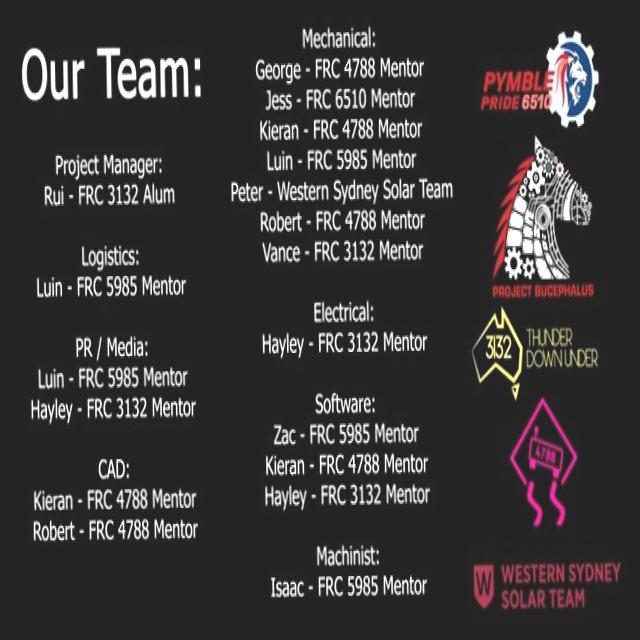 Our Team:
Project Manager:
Rui - FRC 3132 Alum
Logistics:
Luin - FRC 5985 Mentor
PR / Media:
Luin - FRC 5985 Mentor
Hayley - FRC 3132 Mentor
CAD:
Kieran - FRC 4788 Mentor
Robert - FRC 4788 Mentor
Mechanical:
George - FRC 4788 Mentor
Jess - FRC 6510 Mentor
Kieran - FRC 4788 Mentor
Luin - FRC 5985 Mentor
Peter - Western Sydney Solar Team
Robert - FRC 4788 Mentor
Vance - FRC 3132 Mentor
Electrical:
Hayley - FRC 3132 Mentor
Software:
Zac - FRC 5985 Mentor
Kieran - FRC 4788 Mentor
Hayley - FRC 3132 Mentor
Machinist:
Isaac - FRC 5985 Mentor
PYMBLE
PRIDE 6510
PROJECT BUCEPHALUS
3132
THUNDER
DOWN UNDER
4788
W
WESTERN SYDNEY
SOLAR TEAM